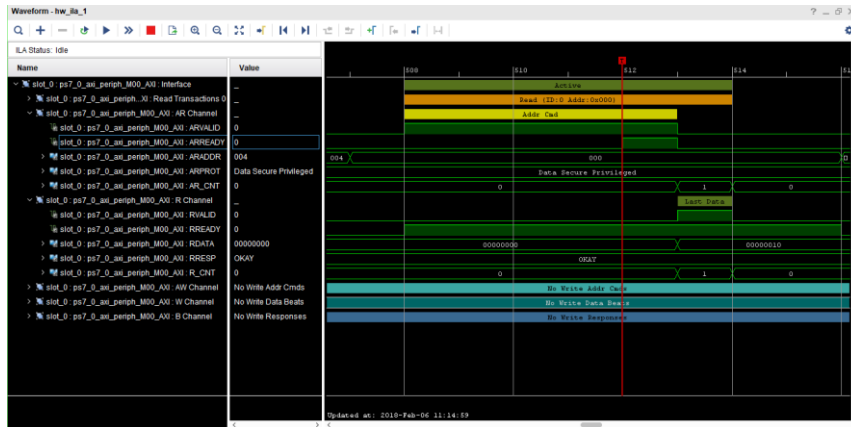 Waveform - hw_ila_1
ILA Status: Idle
Name Value
508 510 512 514
slot_0 : ps7_0_axi_periph_M00_AXI : Interface _ Active
slot_0 : ps7_0_axi_periph...XI : Read Transactions 0 _ Read (ID:0 Addr:0x000)
slot_0 : ps7_0_axi_periph_M00_AXI : AR Channel _ Addr Cmd
slot_0 : ps7_0_axi_periph_M00_AXI : ARVALID 0
slot_0 : ps7_0_axi_periph_M00_AXI : ARREADY 0
slot_0 : ps7_0_axi_periph_M00_AXI : ARADDR 004 004 000
slot_0 : ps7_0_axi_periph_M00_AXI : ARPROT Data Secure Privileged Data Secure Privileged
slot_0 : ps7_0_axi_periph_M00_AXI : AR_CNT 0 0 1 0
slot_0 : ps7_0_axi_periph_M00_AXI : R Channel _ Last Data
slot_0 : ps7_0_axi_periph_M00_AXI : RVALID 0
slot_0 : ps7_0_axi_periph_M00_AXI : RREADY 0
slot_0 : ps7_0_axi_periph_M00_AXI : RDATA 00000000 00000000 00000010
slot_0 : ps7_0_axi_periph_M00_AXI : RRESP OKAY OKAY
slot_0 : ps7_0_axi_periph_M00_AXI : R_CNT 0 0 1 0
slot_0 : ps7_0_axi_periph_M00_AXI : AW Channel No Write Addr Cmds No Write Addr Cmds
slot_0 : ps7_0_axi_periph_M00_AXI : W Channel No Write Data Beats No Write Data Beats
slot_0 : ps7_0_axi_periph_M00_AXI : B Channel No Write Responses No Write Responses
Updated at: 2018-Feb-06 11:14:59